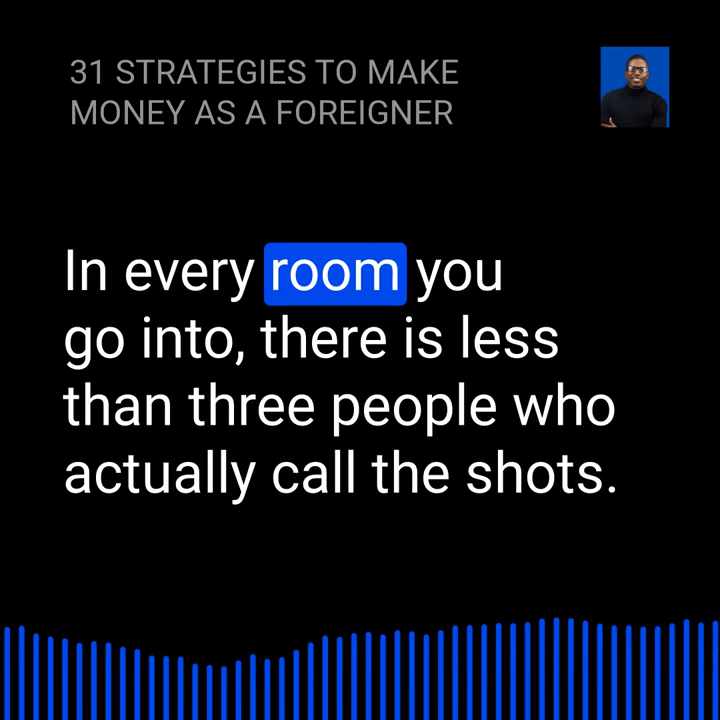 31 STRATEGIES TO MAKE
MONEY AS A FOREIGNER
In every room you
go into, there is less
than three people who
actually call the shots.